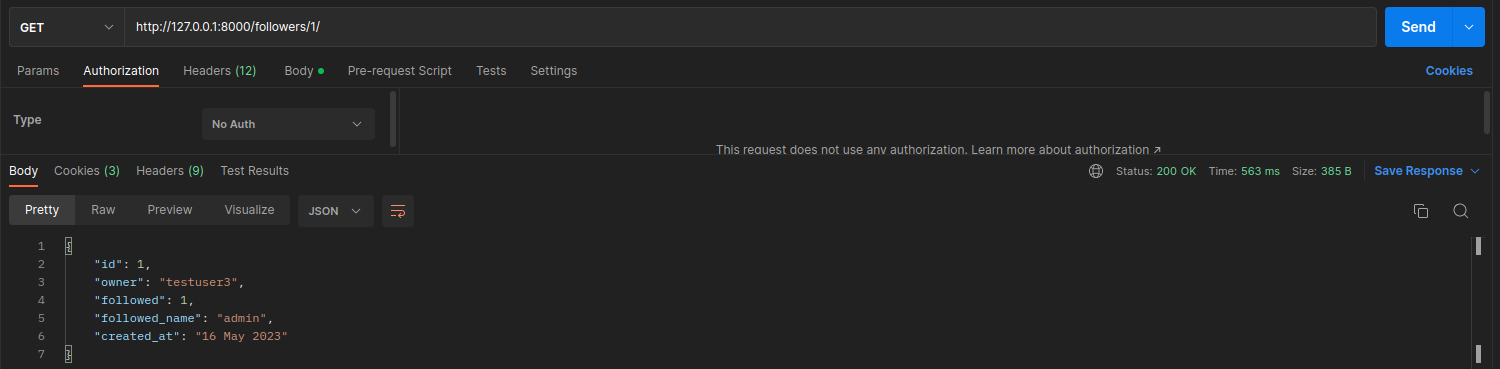 GET http://127.0.0.1:8000/followers/1/ Send
Params Authorization Headers (12) Body Pre-request Script Tests Settings Cookies
Type No Auth
This request does not use any authorization. Learn more about authorization ↗
Body Cookies (3) Headers (9) Test Results Status: 200 OK Time: 563 ms Size: 385 B Save Response
Pretty Raw Preview Visualize JSON
1 {
2 "id": 1,
3 "owner": "testuser3",
4 "followed": 1,
5 "followed_name": "admin",
6 "created_at": "16 May 2023"
7 }